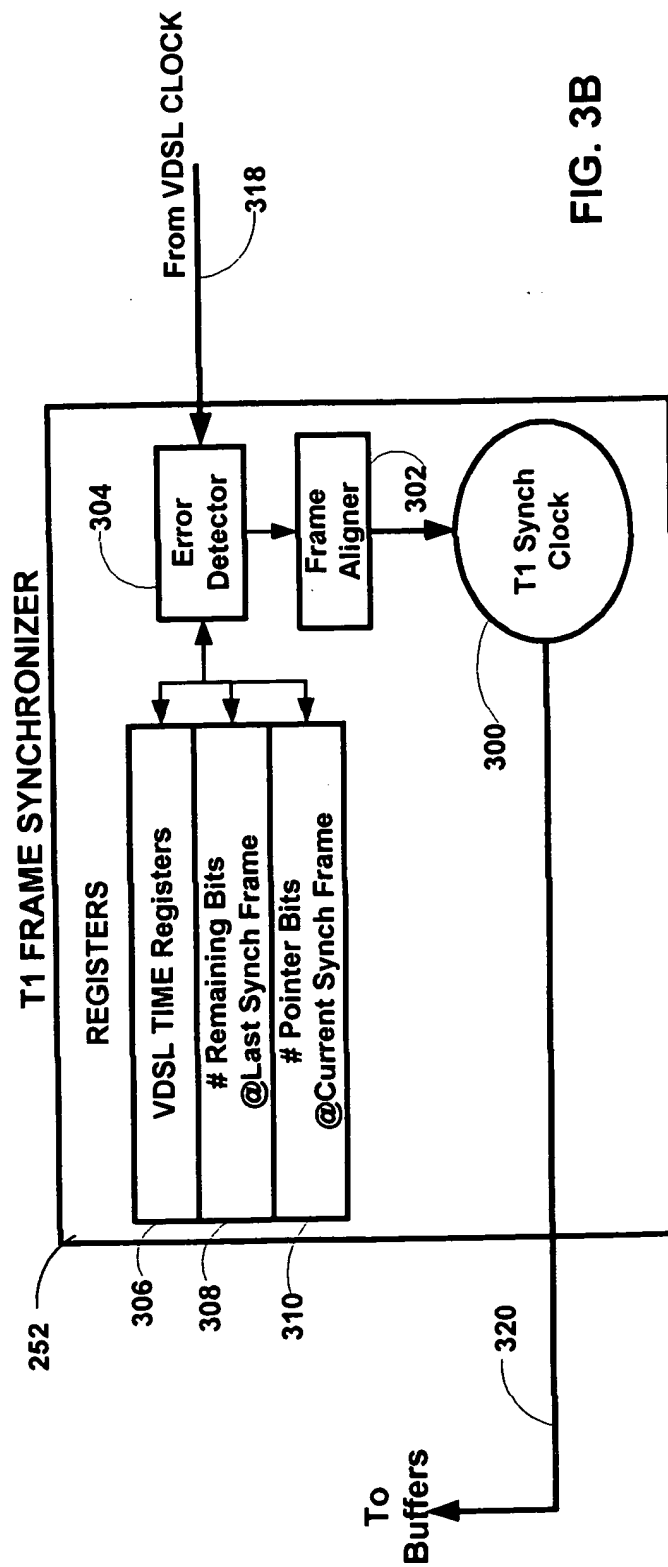 T1 FRAME SYNCHRONIZER
252
REGISTERS
VDSL TIME Registers
# Remaining Bits
@Last Synch Frame
# Pointer Bits
@Current Synch Frame
306
308
310
304
Error
Detector
From VDSL CLOCK
318
Frame
Aligner
302
T1 Synch
Clock
300
320
To
Buffers
FIG. 3B